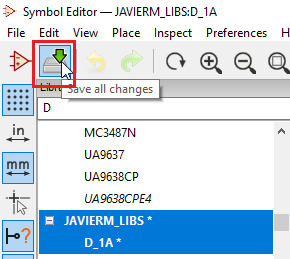 Symbol Editor — JAVIERM_LIBS:D_1A
File Edit View Place Inspect Preferences
Save all changes
D
MC3487N
UA9637
UA9638CP
UA9638CPE4
in
mm
JAVIERM_LIBS *
D_1A *